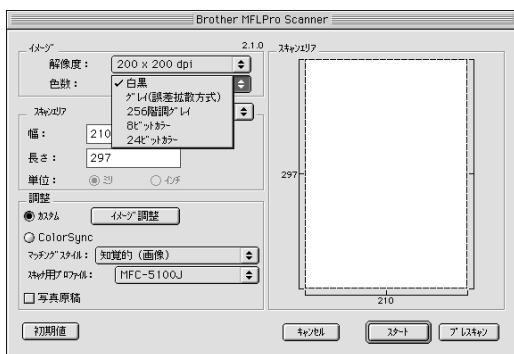 Brother MFLPro Scanner
イメージ 2.1.0
解像度： 200 x 200 dpi
色数： ✓白黒
グレイ(誤差拡散方式)
256階調グレイ
8ビットカラー
24ビットカラー
スキャンエリア
幅： 210
長さ： 297
単位： ミリ インチ
調整
カスタム イメージ調整
ColorSync
マッチングスタイル： 知覚的（画像）
スキャナ用プロファイル： MFC-5100J
写真原稿
初期値
スキャンエリア
297
210
キャンセル スタート プレスキャン